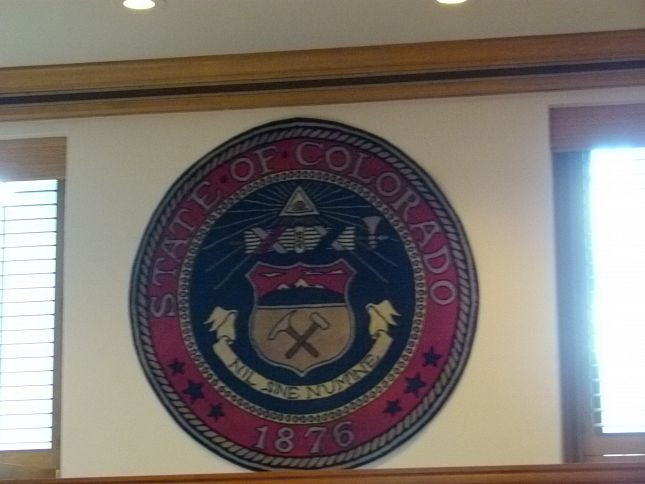 STATE OF COLORADO
NIL SINE NUMINE
1876